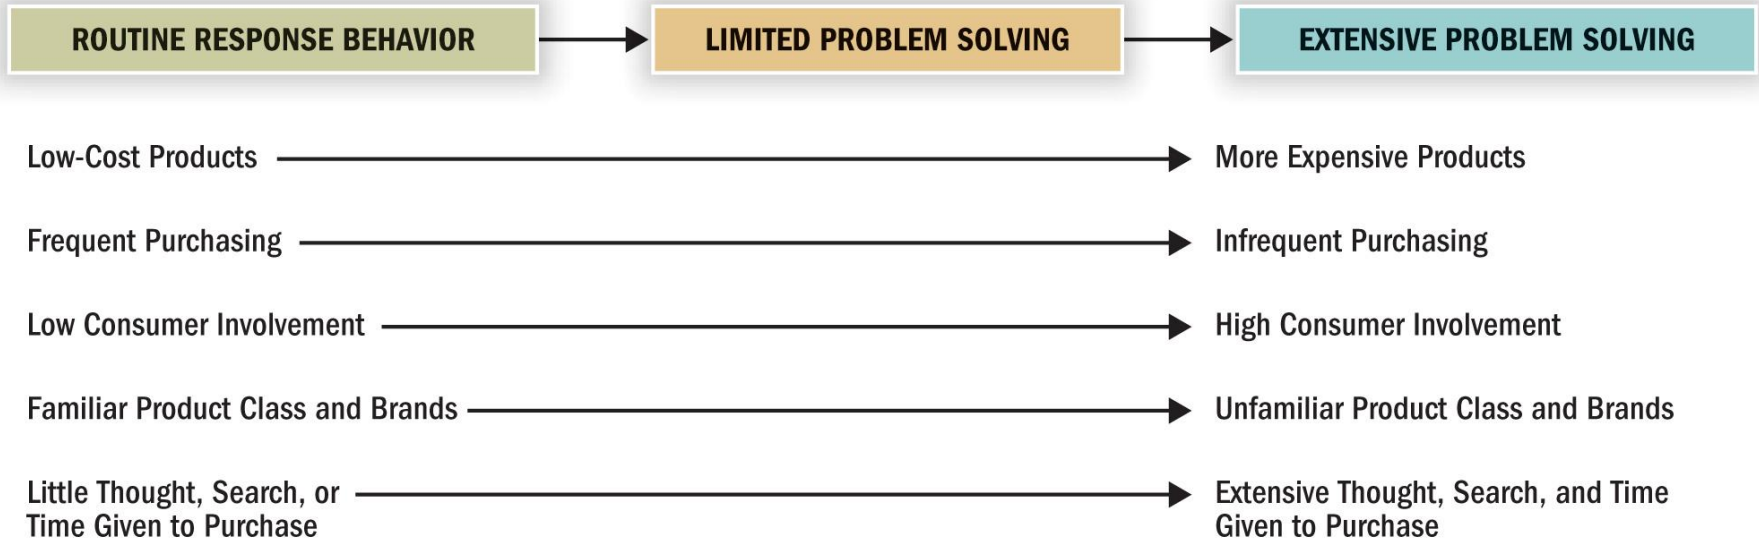 ROUTINE RESPONSE BEHAVIOR
LIMITED PROBLEM SOLVING
EXTENSIVE PROBLEM SOLVING
Low-Cost Products
More Expensive Products
Frequent Purchasing
Infrequent Purchasing
Low Consumer Involvement
High Consumer Involvement
Familiar Product Class and Brands
Unfamiliar Product Class and Brands
Little Thought, Search, or
Time Given to Purchase
Extensive Thought, Search, and Time
Given to Purchase